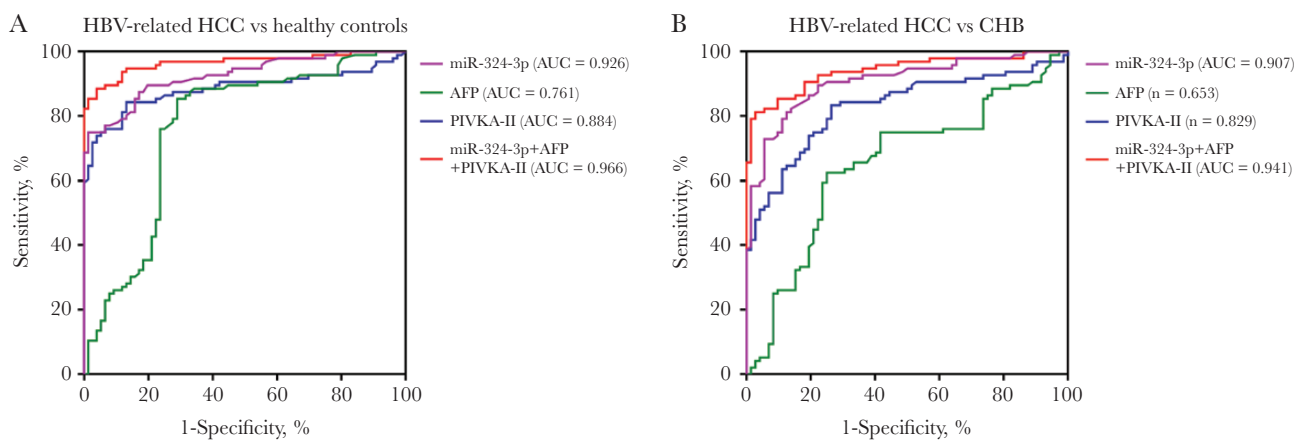 A
HBV-related HCC vs healthy controls
100
80
60
40
20
0
Sensitivity, %
0 20 40 60 80 100
1-Specificity, %
miR-324-3p (AUC = 0.926)
AFP (AUC = 0.761)
PIVKA-II (AUC = 0.884)
miR-324-3p+AFP
+PIVKA-II (AUC = 0.966)
B
HBV-related HCC vs CHB
100
80
60
40
20
0
Sensitivity, %
0 20 40 60 80 100
1-Specificity, %
miR-324-3p (AUC = 0.907)
AFP (n = 0.653)
PIVKA-II (n = 0.829)
miR-324-3p+AFP
+PIVKA-II (AUC = 0.941)